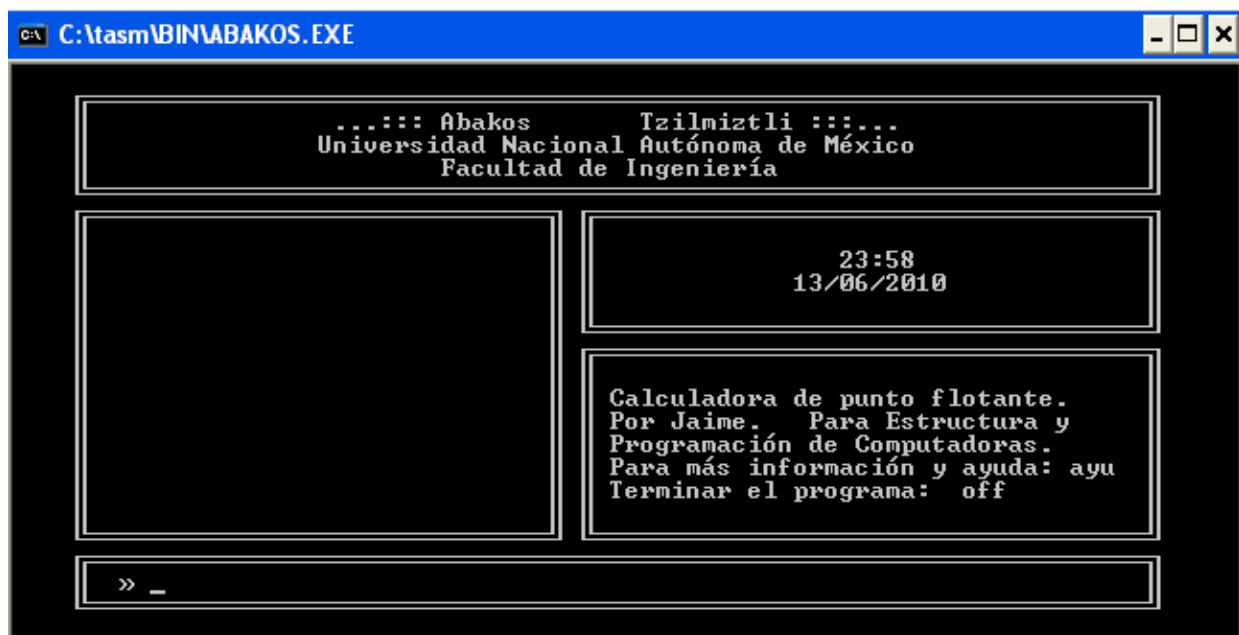 C:\tasm\BIN\ABAKOS.EXE
...::: Abakos Tzilmiztli :::...
Universidad Nacional Autónoma de México
Facultad de Ingeniería
23:58
13/06/2010
Calculadora de punto flotante.
Por Jaime. Para Estructura y
Programación de Computadoras.
Para más información y ayuda: ayu
Terminar el programa: off
» _